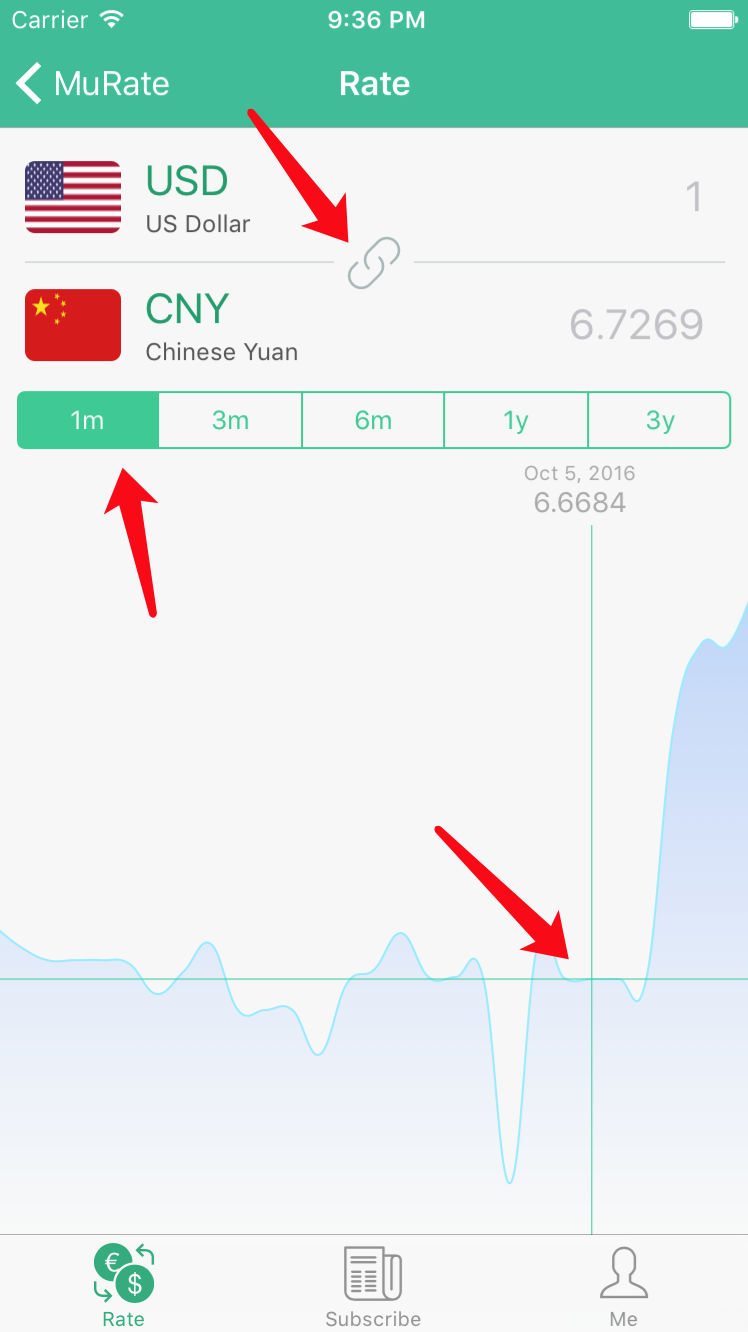 Carrier 9:36 PM
MuRate Rate
USD
US Dollar
1
CNY
Chinese Yuan
6.7269
1m 3m 6m 1y 3y
Oct 5, 2016
6.6684
€ $
Rate Subscribe Me